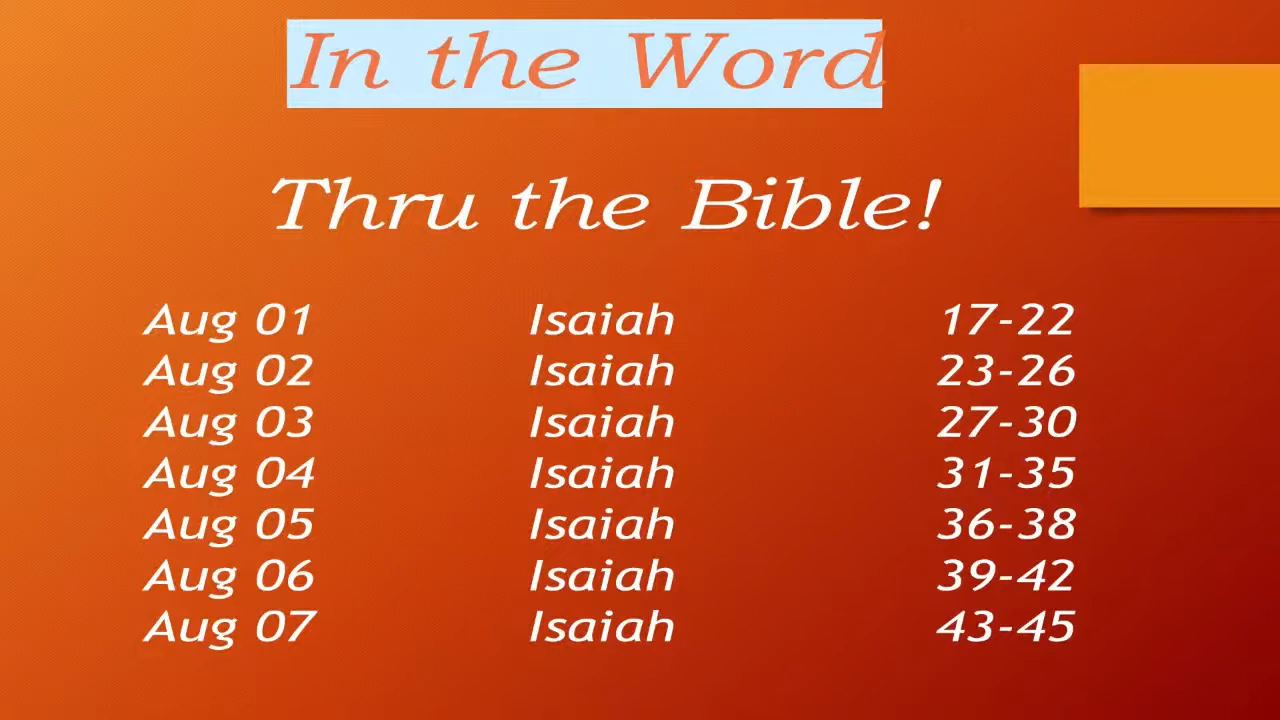 In the Word
Thru the Bible!
Aug 01 Isaiah 17-22
Aug 02 Isaiah 23-26
Aug 03 Isaiah 27-30
Aug 04 Isaiah 31-35
Aug 05 Isaiah 36-38
Aug 06 Isaiah 39-42
Aug 07 Isaiah 43-45